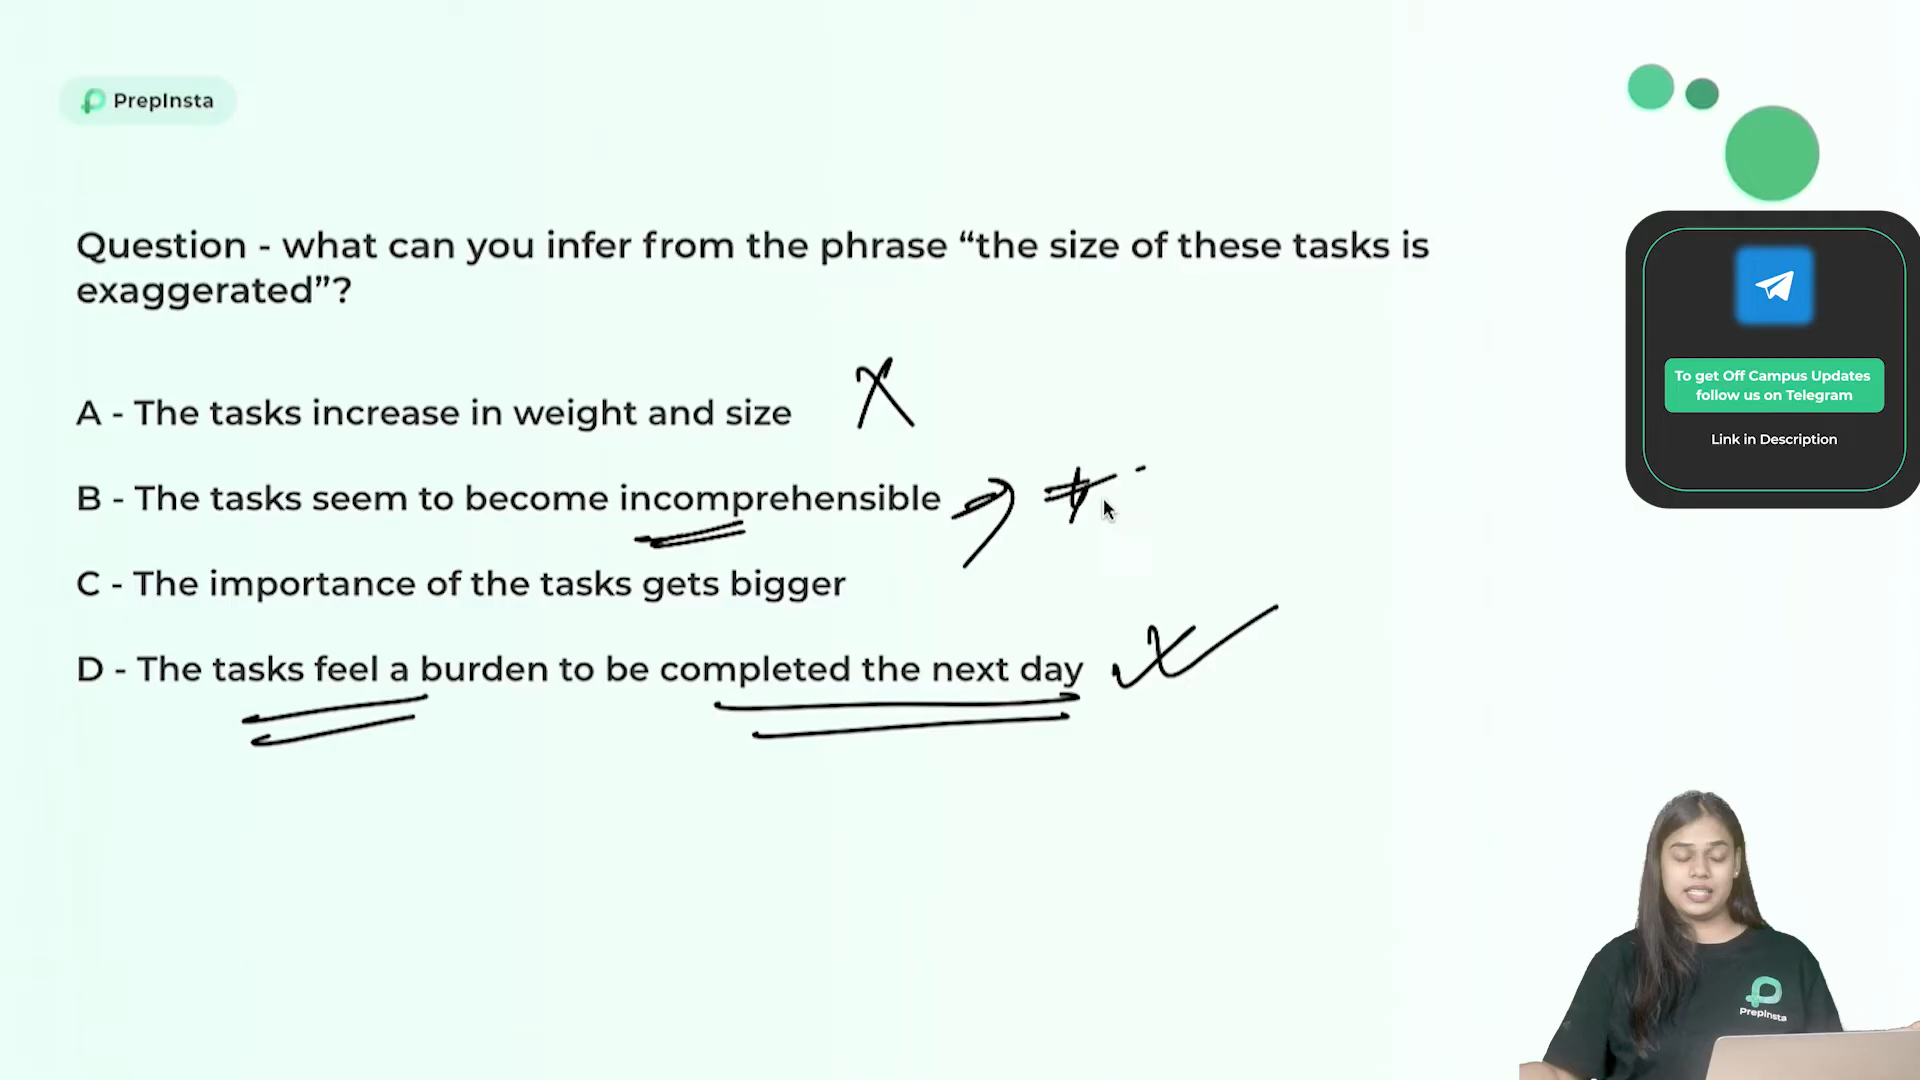 PrepInsta
Question - what can you infer from the phrase “the size of these tasks is
exaggerated”?
A - The tasks increase in weight and size
B - The tasks seem to become incomprehensible
C - The importance of the tasks gets bigger
D - The tasks feel a burden to be completed the next day
To get Off Campus Updates
follow us on Telegram
Link in Description
PrepInsta